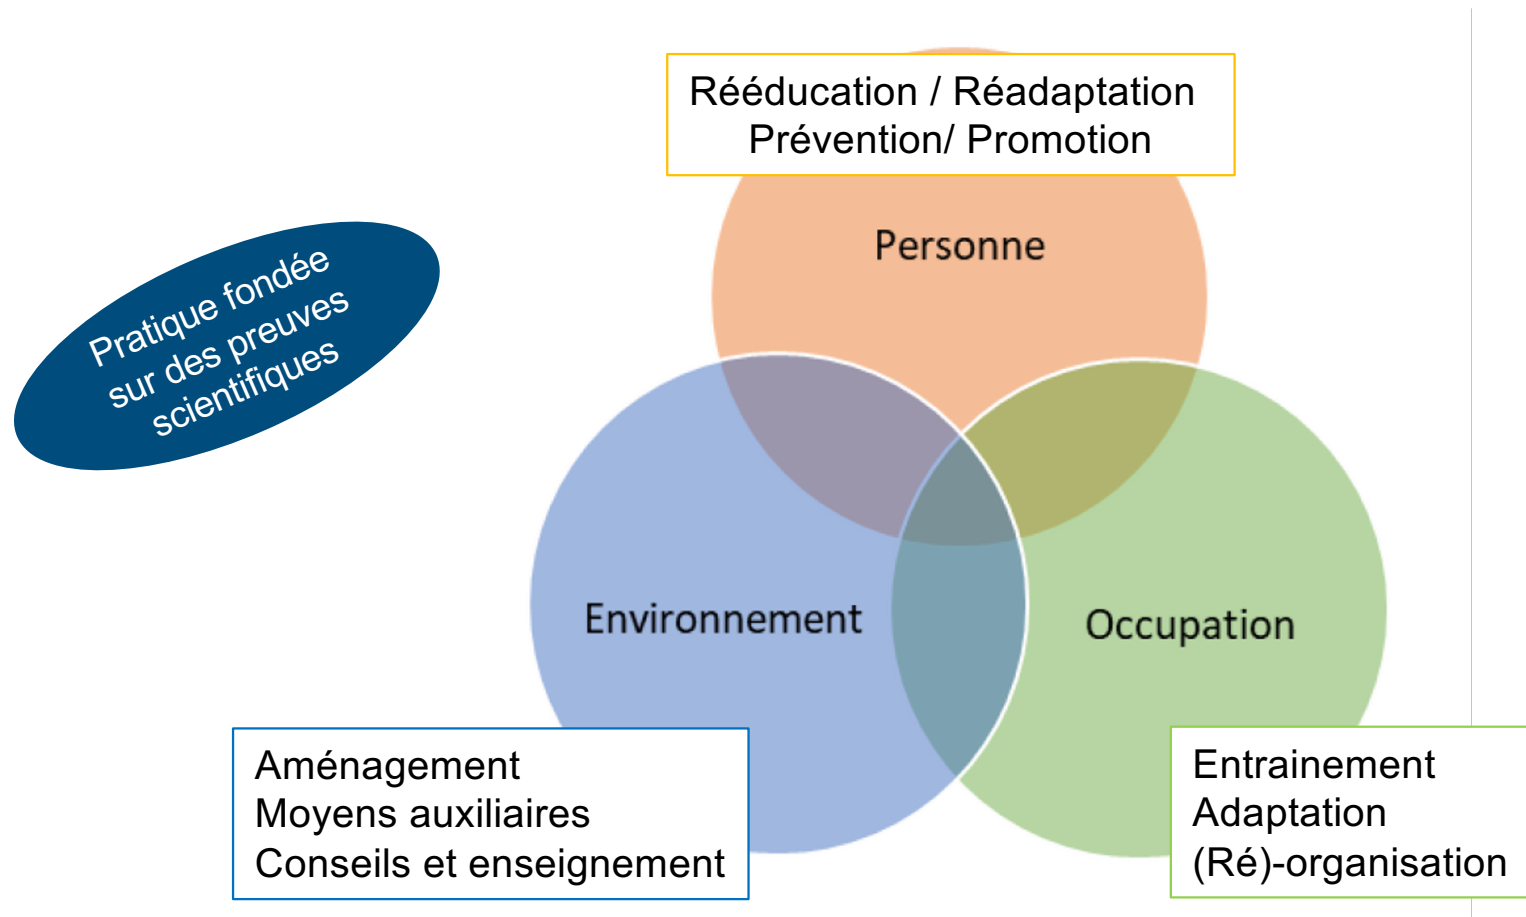 Rééducation / Réadaptation
Prévention/ Promotion
Personne
Pratique fondée
sur des preuves
scientifiques
Environnement
Occupation
Aménagement
Moyens auxiliaires
Conseils et enseignement
Entrainement
Adaptation
(Ré)-organisation